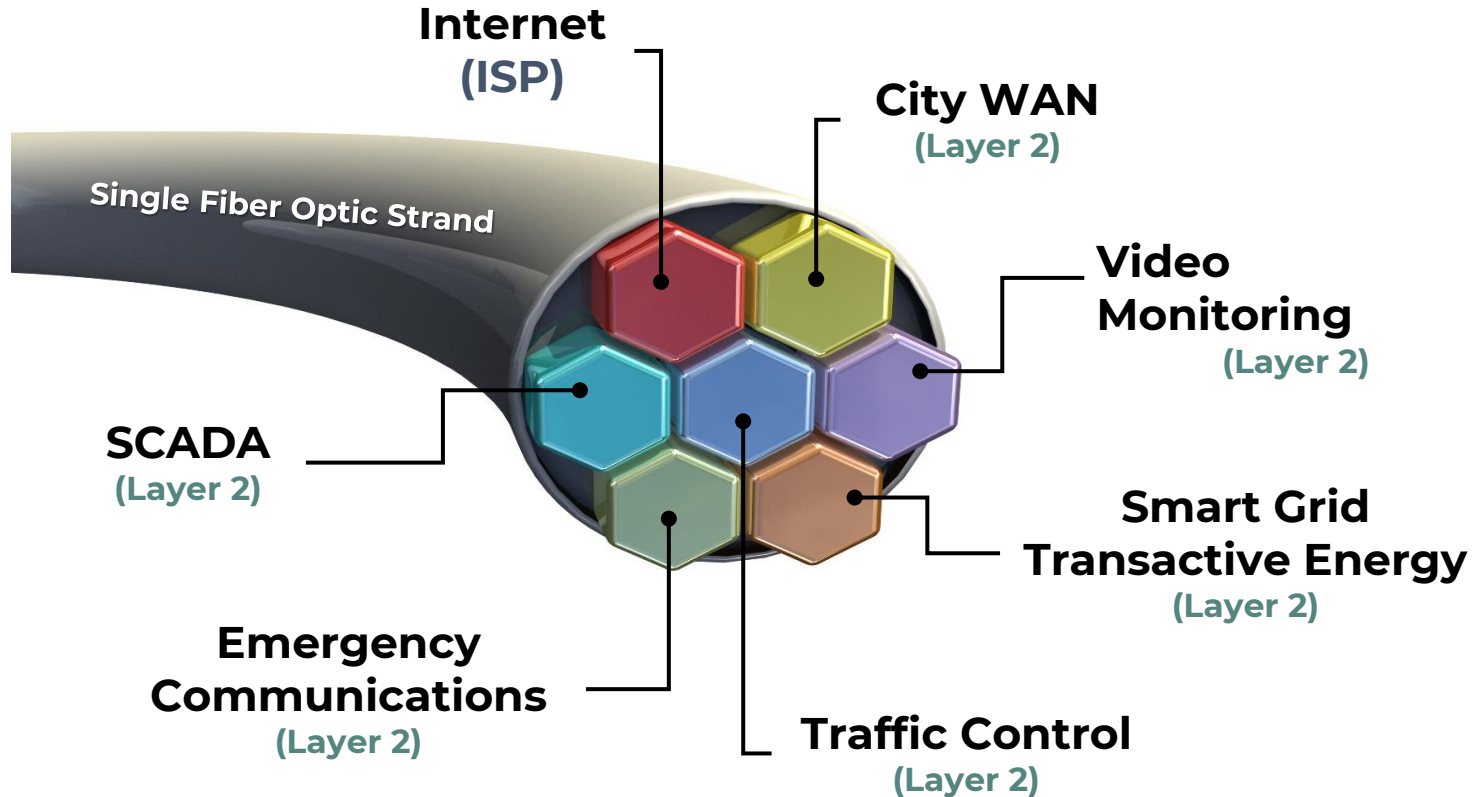 Internet
(ISP)
City WAN
(Layer 2)
Single Fiber Optic Strand
Video
Monitoring
(Layer 2)
SCADA
(Layer 2)
Smart Grid
Transactive Energy
(Layer 2)
Emergency
Communications
(Layer 2)
Traffic Control
(Layer 2)